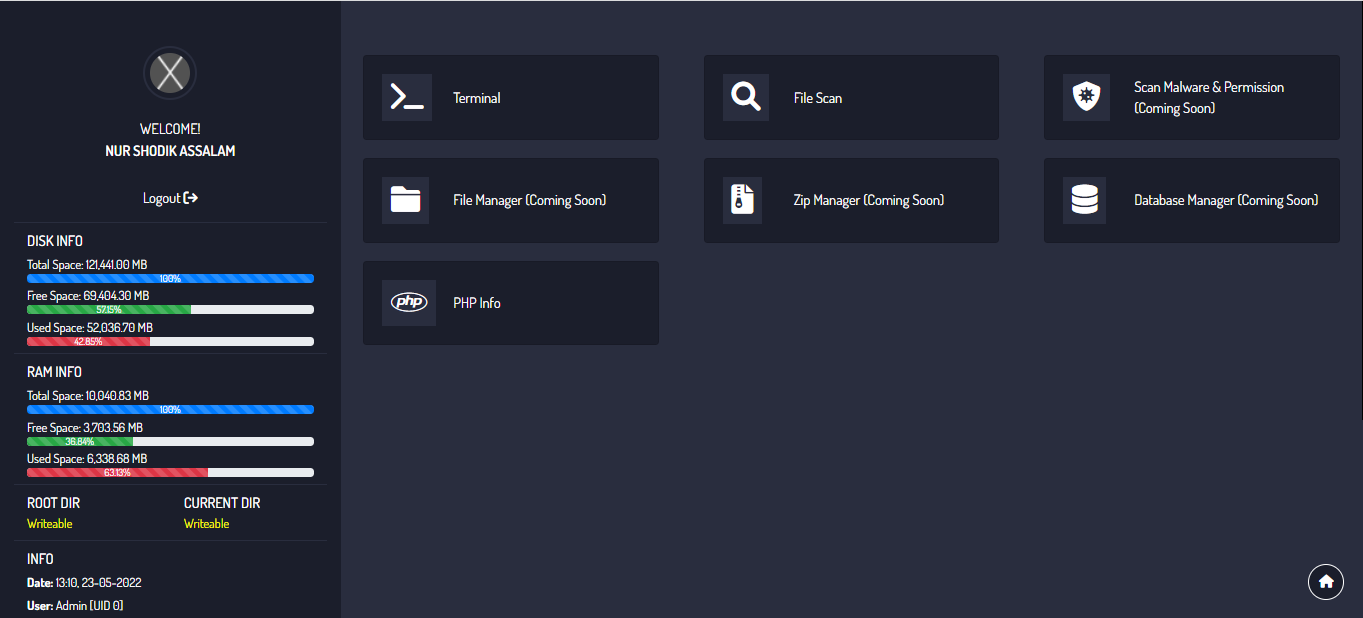 WELCOME!
NUR SHODIK ASSALAM
Logout
DISK INFO
Total Space: 121,441.00 MB
100%
Free Space: 69,404.30 MB
57.15%
Used Space: 52,036.70 MB
42.85%
RAM INFO
Total Space: 10,040.83 MB
100%
Free Space: 3,703.56 MB
36.84%
Used Space: 6,338.68 MB
63.13%
ROOT DIR
Writeable
CURRENT DIR
Writeable
INFO
Date: 13:10, 23-05-2022
User: Admin [UID 0]
Terminal
File Scan
Scan Malware & Permission
(Coming Soon)
File Manager (Coming Soon)
Zip Manager (Coming Soon)
Database Manager (Coming Soon)
php
PHP Info